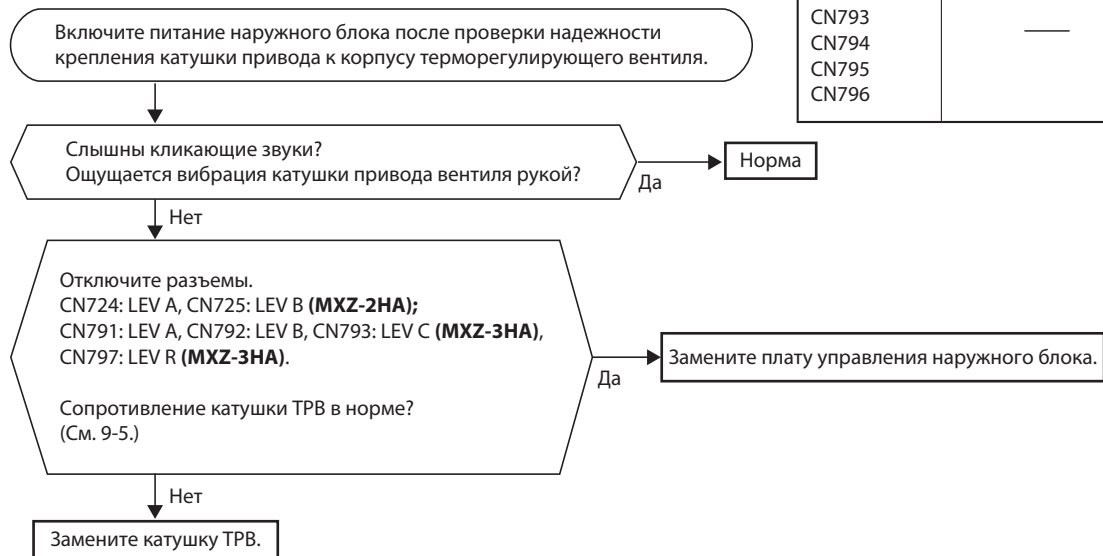 Включите питание наружного блока после проверки надежности
крепления катушки привода к корпусу терморегулирующего вентиля.
CN793
CN794
CN795
CN796
Слышны кликающие звуки?
Ощущается вибрация катушки привода вентиля рукой?
Да
Норма
Нет
Отключите разъемы.
CN724: LEV A, CN725: LEV B (MXZ-2HA);
CN791: LEV A, CN792: LEV B, CN793: LEV C (MXZ-3HA),
CN797: LEV R (MXZ-3HA).
Сопротивление катушки ТРВ в норме?
(См. 9-5.)
Да
Замените плату управления наружного блока.
Нет
Замените катушку ТРВ.